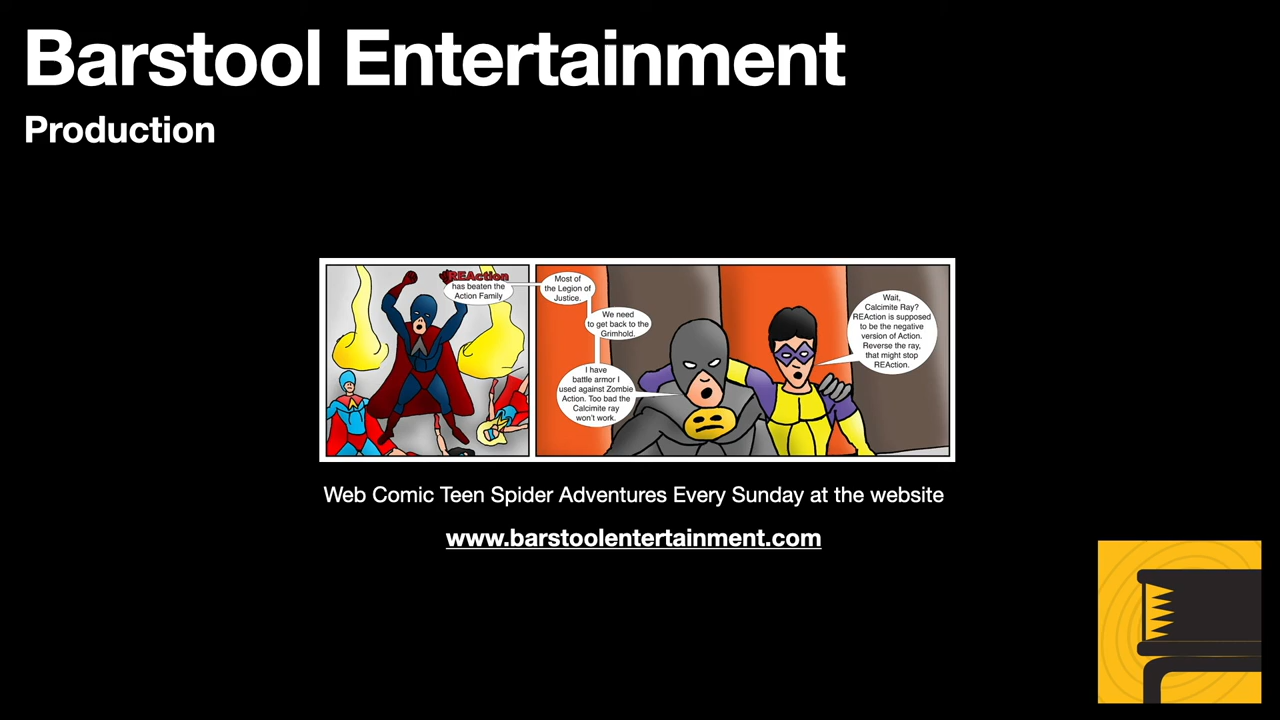 Barstool Entertainment
Production
REAction
has beaten the
Action Family
Most of
the Legion of
Justice.
We need
to get back to the
Grimhold.
I have
battle armor I
used against Zombie
Action. Too bad the
Calcimite ray
won't work.
Wait,
Calcimite Ray?
REAction is supposed
to be the negative
version of Action.
Reverse the ray,
that might stop
REAction.
Web Comic Teen Spider Adventures Every Sunday at the website
www.barstoolentertainment.com